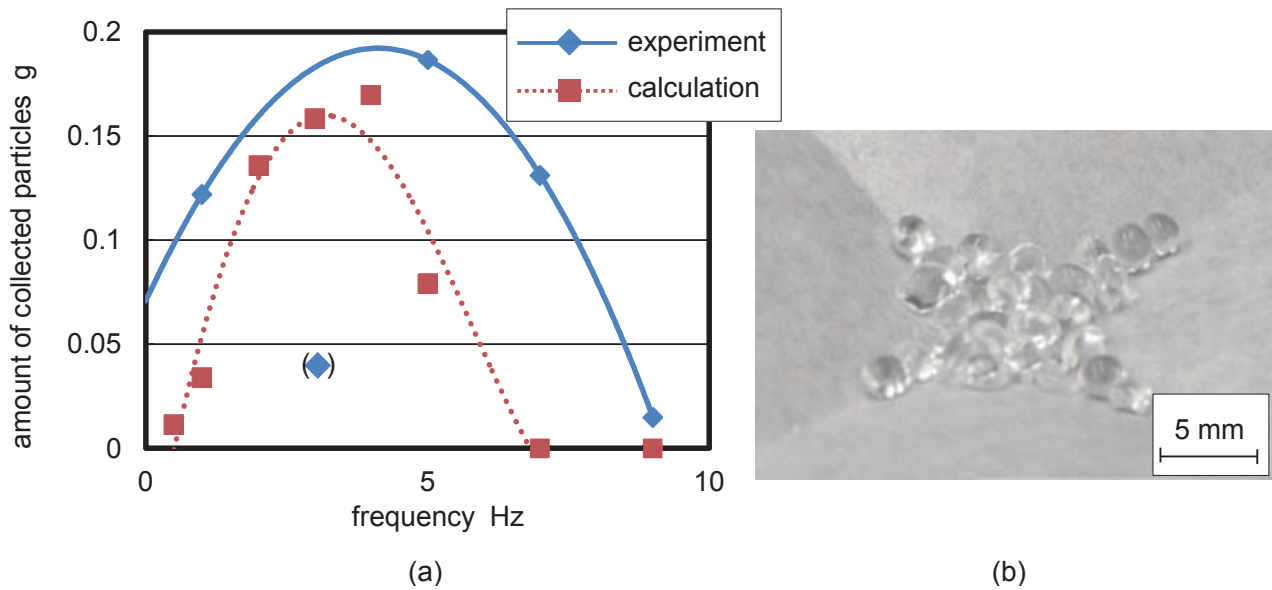 0.2
0.15
0.1
0.05
0
0
5
10
amount of collected particles g
frequency Hz
experiment
calculation
( )
(a)
5 mm
(b)